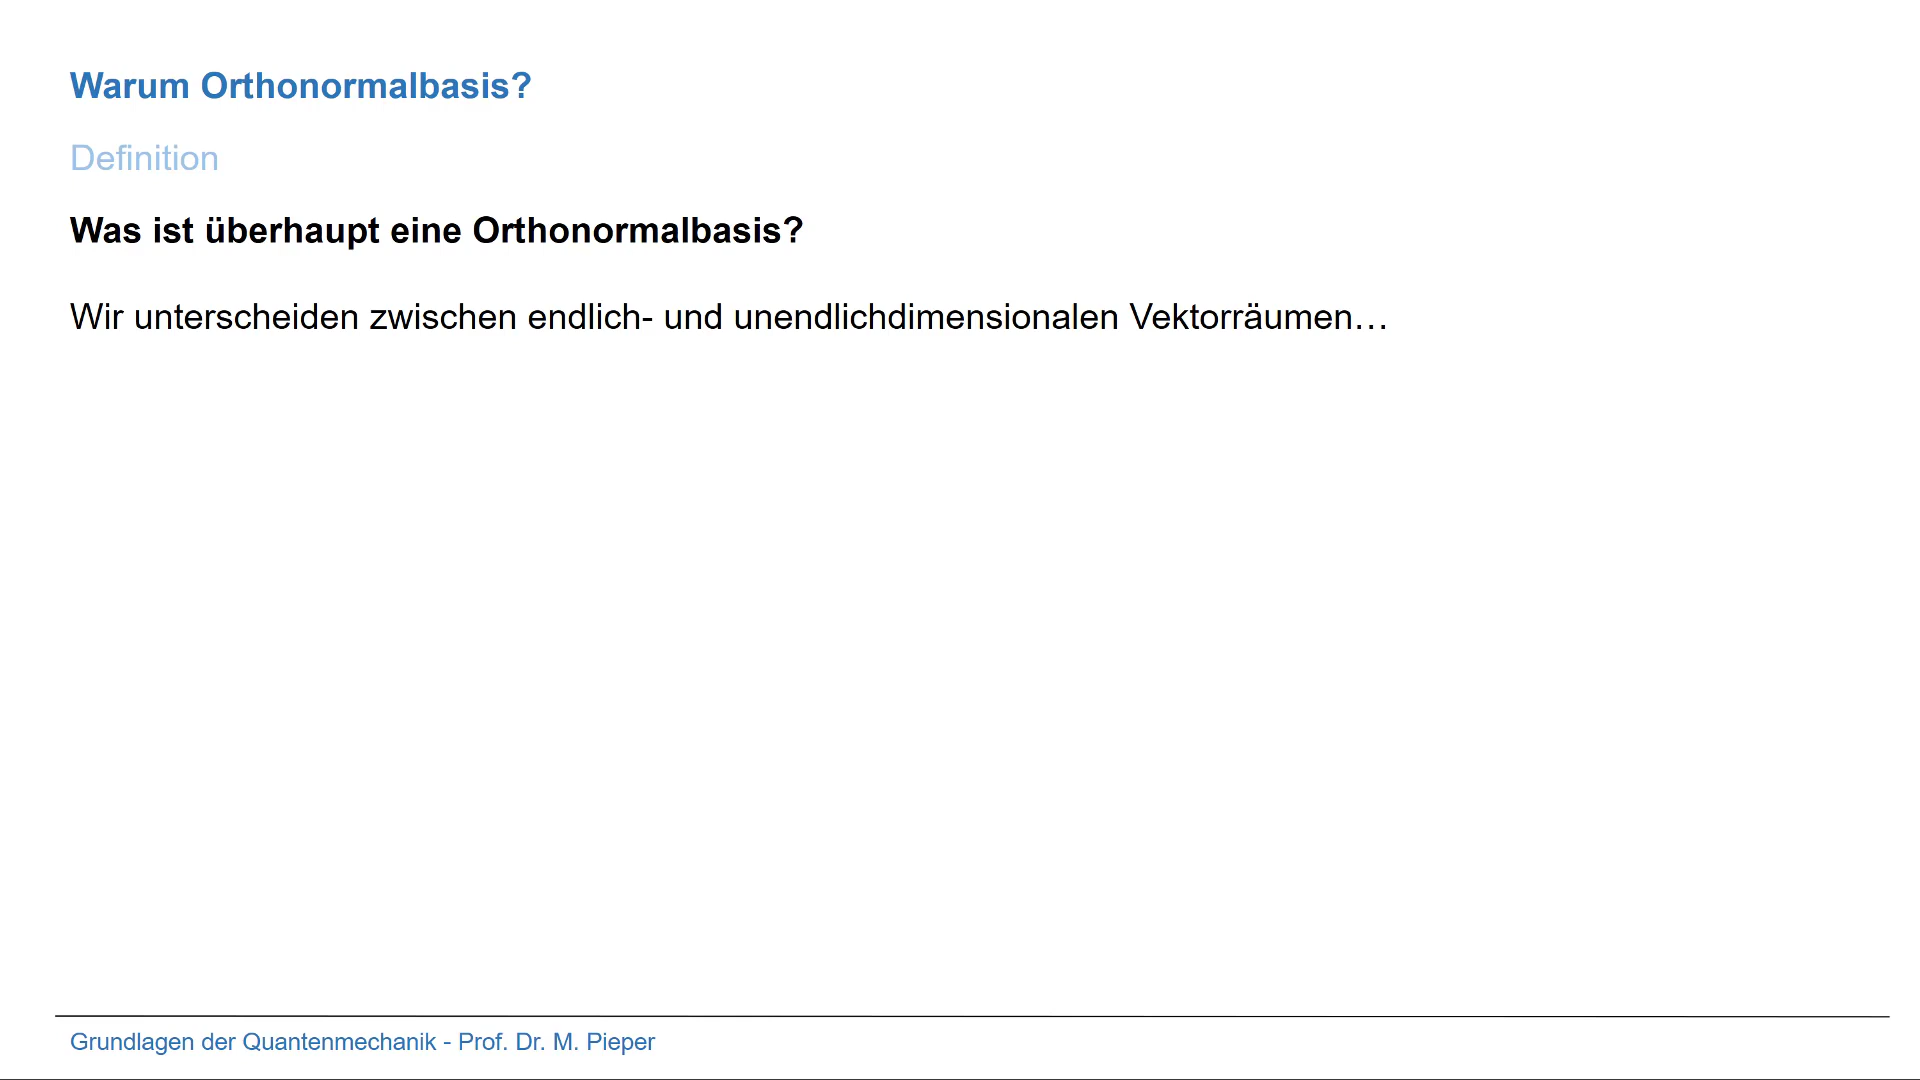 Warum Orthonormalbasis?
Definition
Was ist überhaupt eine Orthonormalbasis?
Wir unterscheiden zwischen endlich- und unendlichdimensionalen Vektorräumen…
Grundlagen der Quantenmechanik - Prof. Dr. M. Pieper